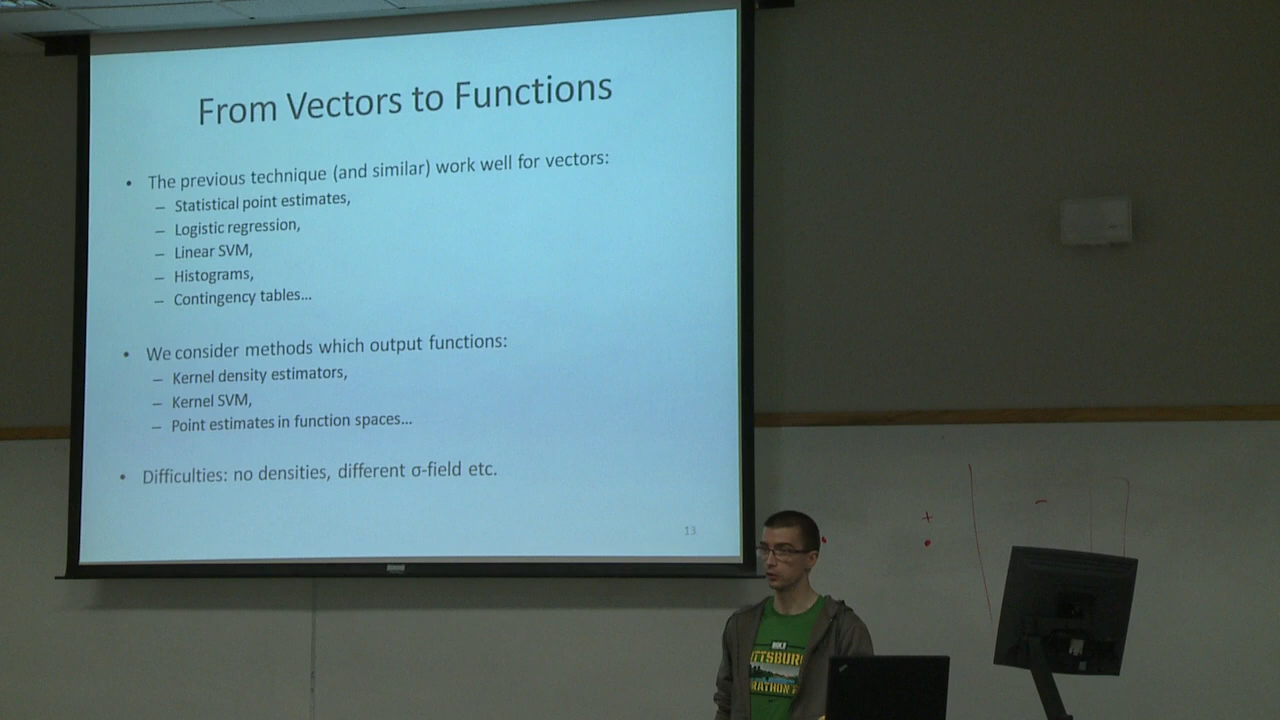 From Vectors to Functions
• The previous technique (and similar) work well for vectors:
– Statistical point estimates,
– Logistic regression,
– Linear SVM,
– Histograms,
– Contingency tables...
• We consider methods which output functions:
– Kernel density estimators,
– Kernel SVM,
– Point estimates in function spaces...
• Difficulties: no densities, different σ-field etc.
13
+
-